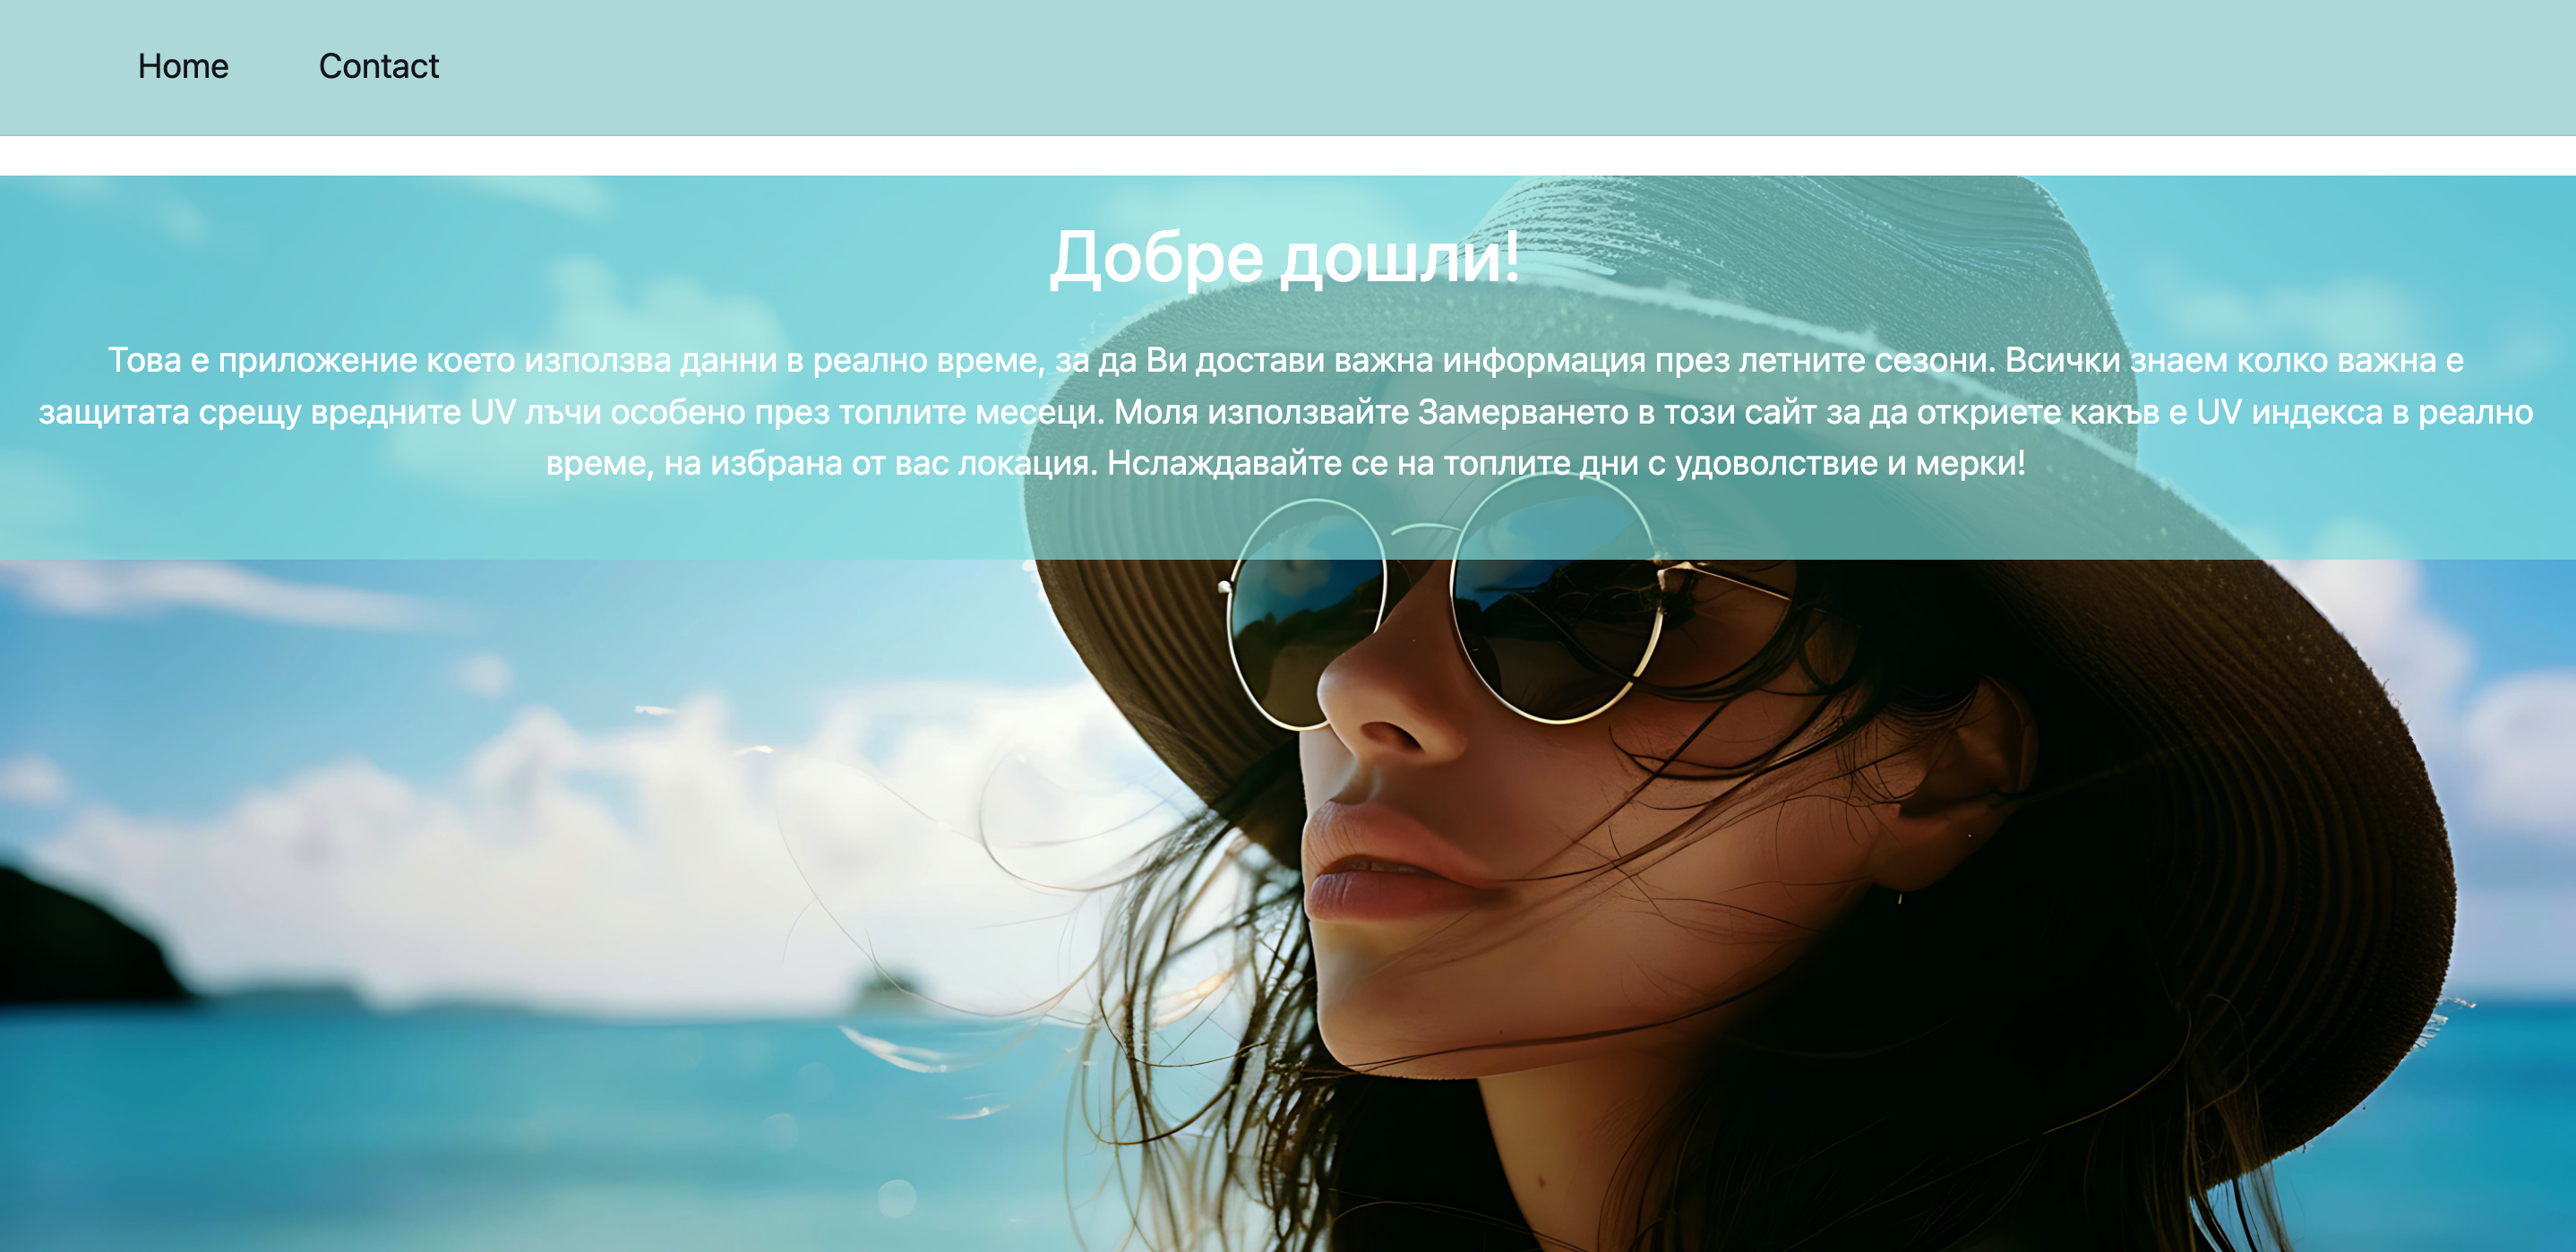 Home Contact
Добре дошли!
Това е приложение което използва данни в реално време, за да Ви достави важна информация през летните сезони. Всички знаем колко важна е
защитата срещу вредните UV лъчи особено през топлите месеци. Моля използвайте Замерването в този сайт за да откриете какъв е UV индекса в реално
време, на избрана от вас локация. Нслаждавайте се на топлите дни с удоволствие и мерки!